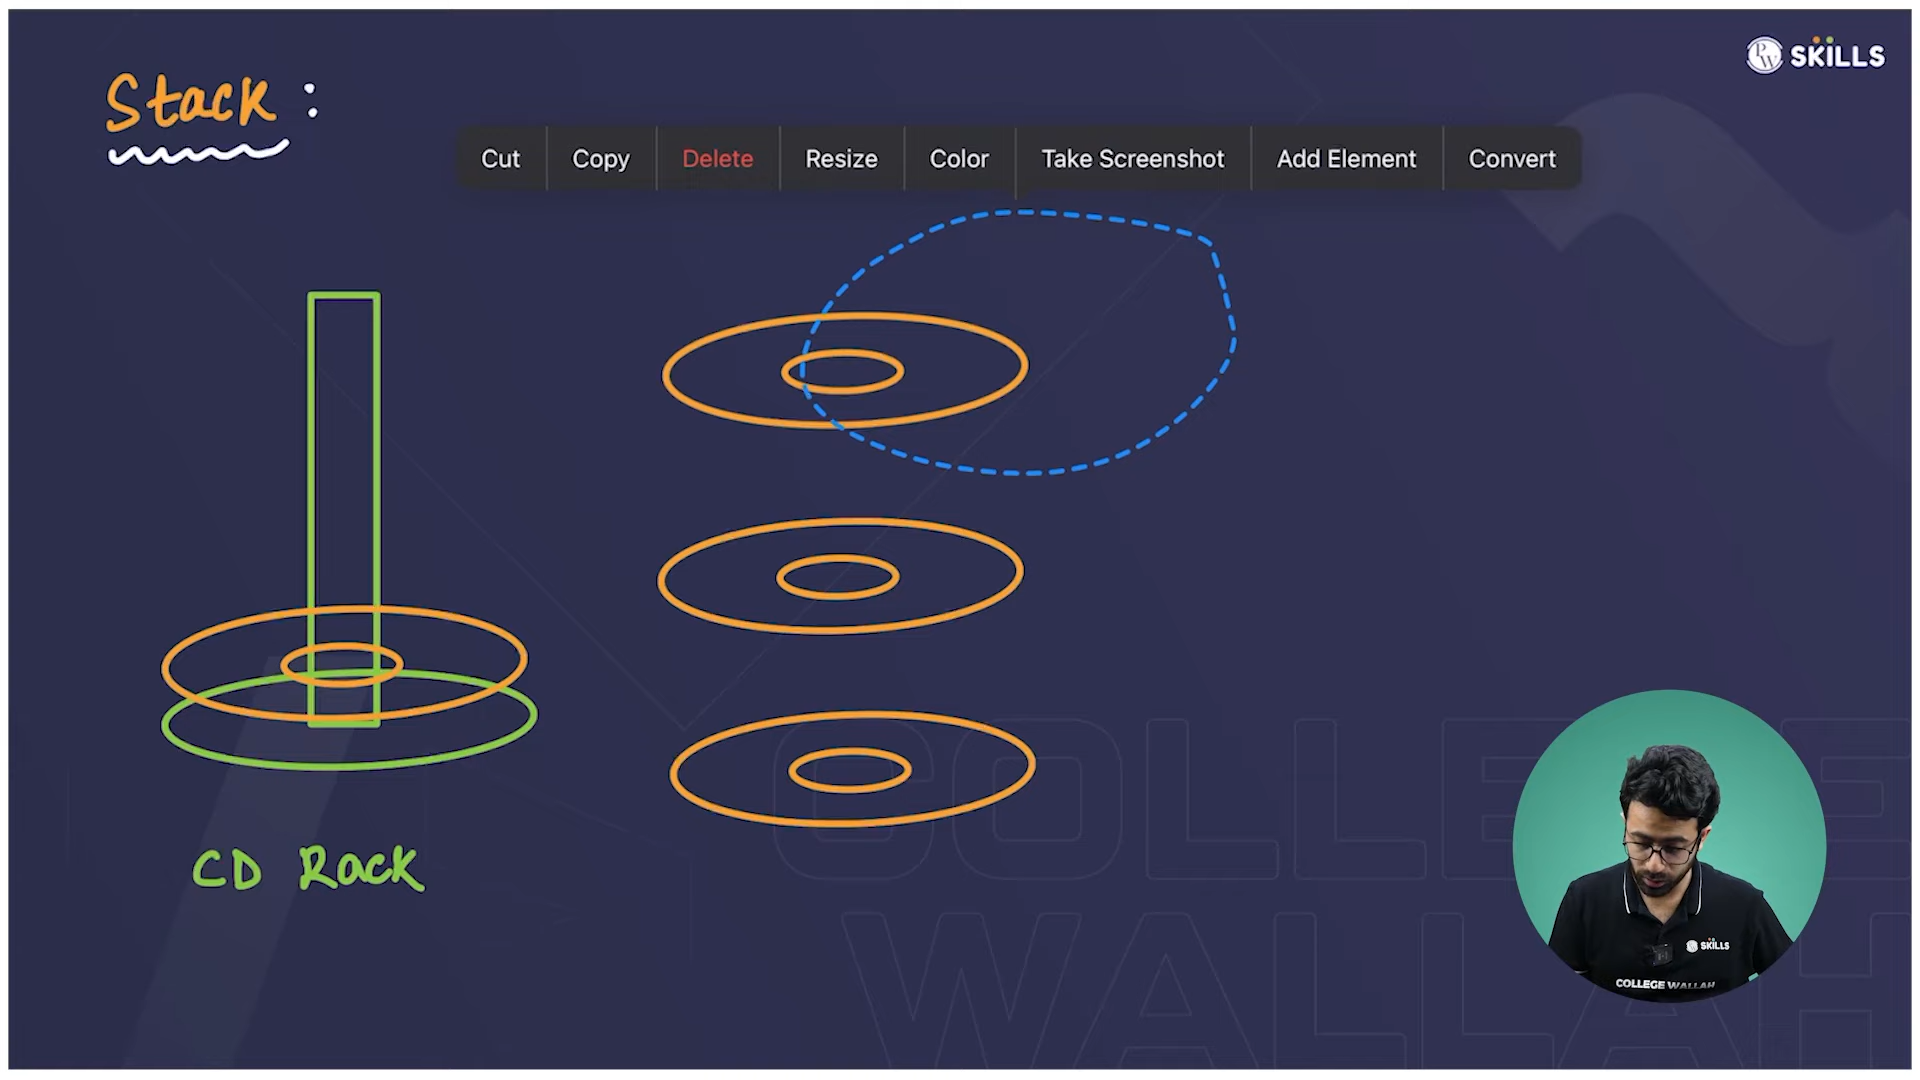 PW SKILLS
Stack :
Cut Copy Delete Resize Color Take Screenshot Add Element Convert
CD Rack
COLLEGE
WALLAH
SKILLS
COLLEGE WALLAH